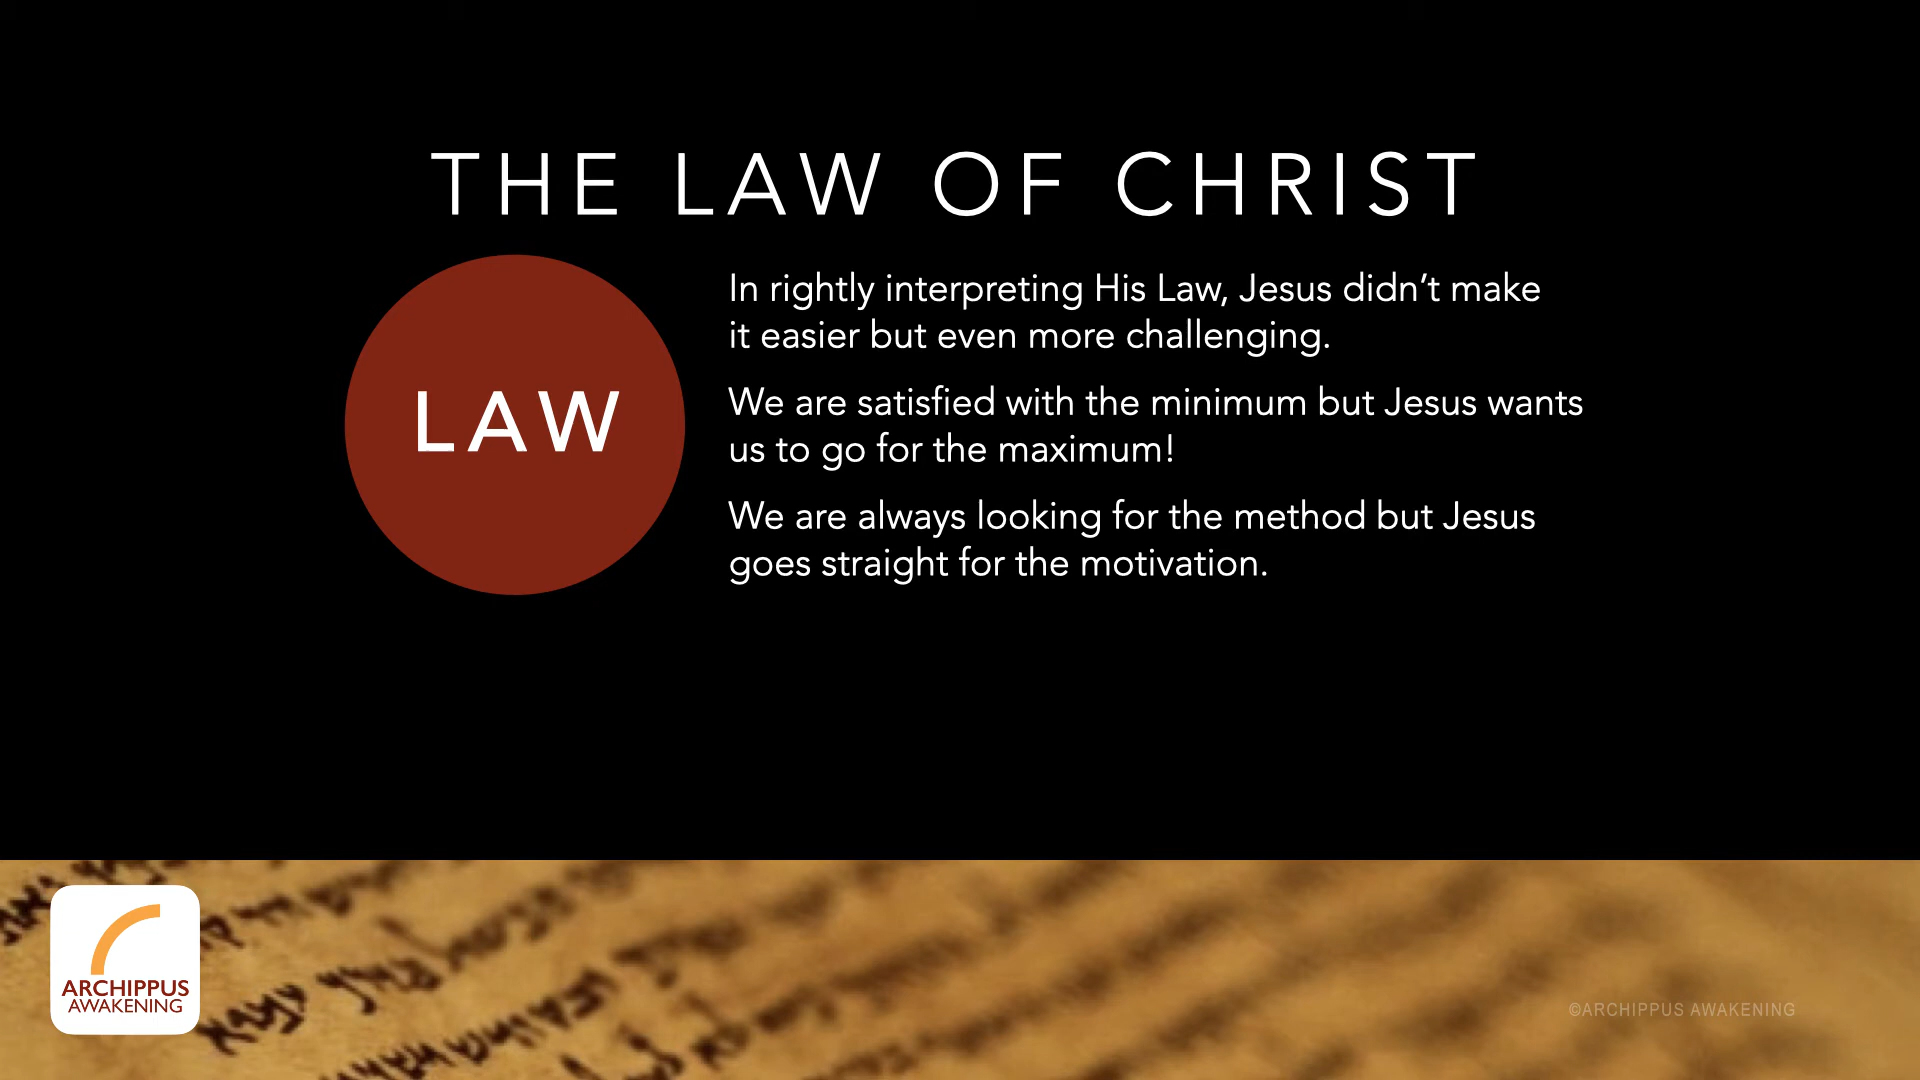 THE LAW OF CHRIST
LAW
In rightly interpreting His Law, Jesus didn’t make
it easier but even more challenging.
We are satisfied with the minimum but Jesus wants
us to go for the maximum!
We are always looking for the method but Jesus
goes straight for the motivation.
ARCHIPPUS
AWAKENING
©ARCHIPPUS AWAKENING